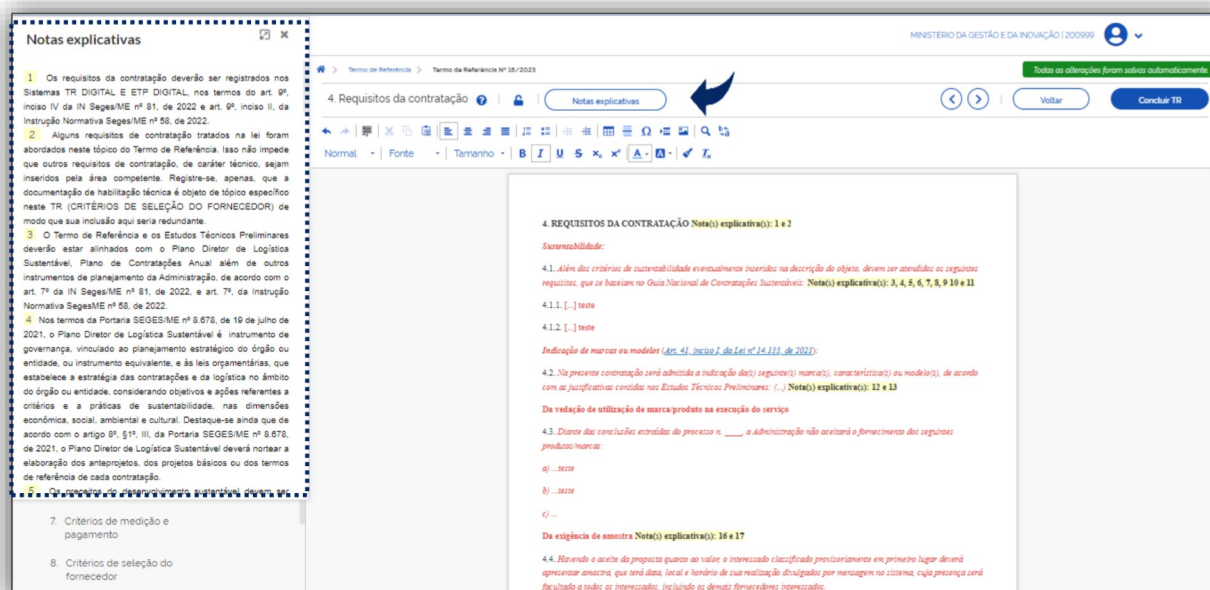 Notas explicativas
1 Os requisitos da contratação deverão ser registrados nos
Sistemas TR DIGITAL E ETP DIGITAL, nos termos do art. 9º,
inciso IV da IN Seges/ME nº 81, de 2022 e art. 9º, inciso II, da
Instrução Normativa Seges/ME nº 58, de 2022.
2 Alguns requisitos de contratação tratados na lei foram
abordados neste tópico do Termo de Referência. Isso não impede
que outros requisitos de contratação, de caráter técnico, sejam
inseridos pela área competente. Registre-se, apenas, que a
documentação de habilitação técnica é objeto de tópico específico
neste TR (CRITÉRIOS DE SELEÇÃO DO FORNECEDOR) de
modo que sua inclusão aqui seria redundante.
3 O Termo de Referência e os Estudos Técnicos Preliminares
deverão estar alinhados com o Plano Diretor de Logística
Sustentável, Plano de Contratações Anual além de outros
instrumentos de planejamento da Administração, de acordo com o
art. 7º da IN Seges/ME nº 81, de 2022, e art. 7º, da Instrução
Normativa SegesME nº 58, de 2022.
4 Nos termos da Portaria SEGES/ME nº 8.678, de 19 de julho de
2021, o Plano Diretor de Logística Sustentável é instrumento de
governança, vinculado ao planejamento estratégico do órgão ou
entidade, ou instrumento equivalente, e às leis orçamentárias, que
estabelece a estratégia das contratações e da logística no âmbito
do órgão ou entidade, considerando objetivos e ações referentes a
critérios e a práticas de sustentabilidade, nas dimensões
econômica, social, ambiental e cultural. Destaque-se ainda que de
acordo com o artigo 8º, §1º, III, da Portaria SEGES/ME nº 8.678,
de 2021, o Plano Diretor de Logística Sustentável deverá nortear a
elaboração dos anteprojetos, dos projetos básicos ou dos termos
de referência de cada contratação.
5 Os preceitos do desenvolvimento sustentável devem ser
7. Critérios de medição e
pagamento
8. Critérios de seleção do
fornecedor
MINISTÉRIO DA GESTÃO E DA INOVAÇÃO | 200999
Termo de Referência > Termo de Referência Nº 16/2023
Todas as alterações foram salvas automaticamente.
4. Requisitos da contratação
Notas explicativas
Voltar
Concluir TR
Normal
Fonte
Tamanho
4. REQUISITOS DA CONTRATAÇÃO Nota(s) explicativa(s): 1 e 2
Sustentabilidade:
4.1. Além dos critérios de sustentabilidade eventualmente inseridos na descrição do objeto, devem ser atendidos os seguintes
requisitos, que se baseiam no Guia Nacional de Contratações Sustentáveis: Nota(s) explicativa(s): 3, 4, 5, 6, 7, 8, 9 10 e 11
4.1.1. [...] teste
4.1.2. [...] teste
Indicação de marcas ou modelos (Art. 41, inciso I, da Lei nº 14.133, de 2021):
4.2. Na presente contratação será admitida a indicação da(s) seguinte(s) marca(s), característica(s) ou modelo(s), de acordo
com as justificativas contidas nos Estudos Técnicos Preliminares: (...) Nota(s) explicativa(s): 12 e 13
Da vedação de utilização de marca/produto na execução do serviço
4.3. Diante das conclusões extraídas do processo n. ____, a Administração não aceitará o fornecimento dos seguintes
produtos/marcas:
a) ...teste
b) ...teste
c) ...
Da exigência de amostra Nota(s) explicativa(s): 16 e 17
4.4. Havendo o aceite da proposta quanto ao valor, o interessado classificado provisoriamente em primeiro lugar deverá
apresentar amostra, que terá data, local e horário de sua realização divulgados por mensagem no sistema, cuja presença será
facultada a todos os interessados, incluindo os demais fornecedores interessados.